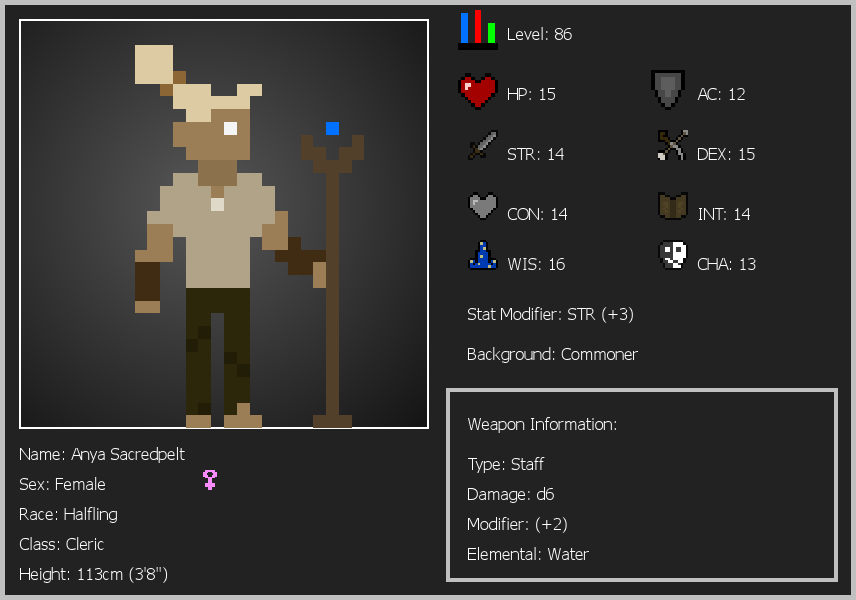 Level: 86
HP: 15
AC: 12
STR: 14
DEX: 15
CON: 14
INT: 14
WIS: 16
CHA: 13
Stat Modifier: STR (+3)
Background: Commoner
Weapon Information:
Type: Staff
Damage: d6
Modifier: (+2)
Elemental: Water
Name: Anya Sacredpelt
Sex: Female
Race: Halfling
Class: Cleric
Height: 113cm (3'8")